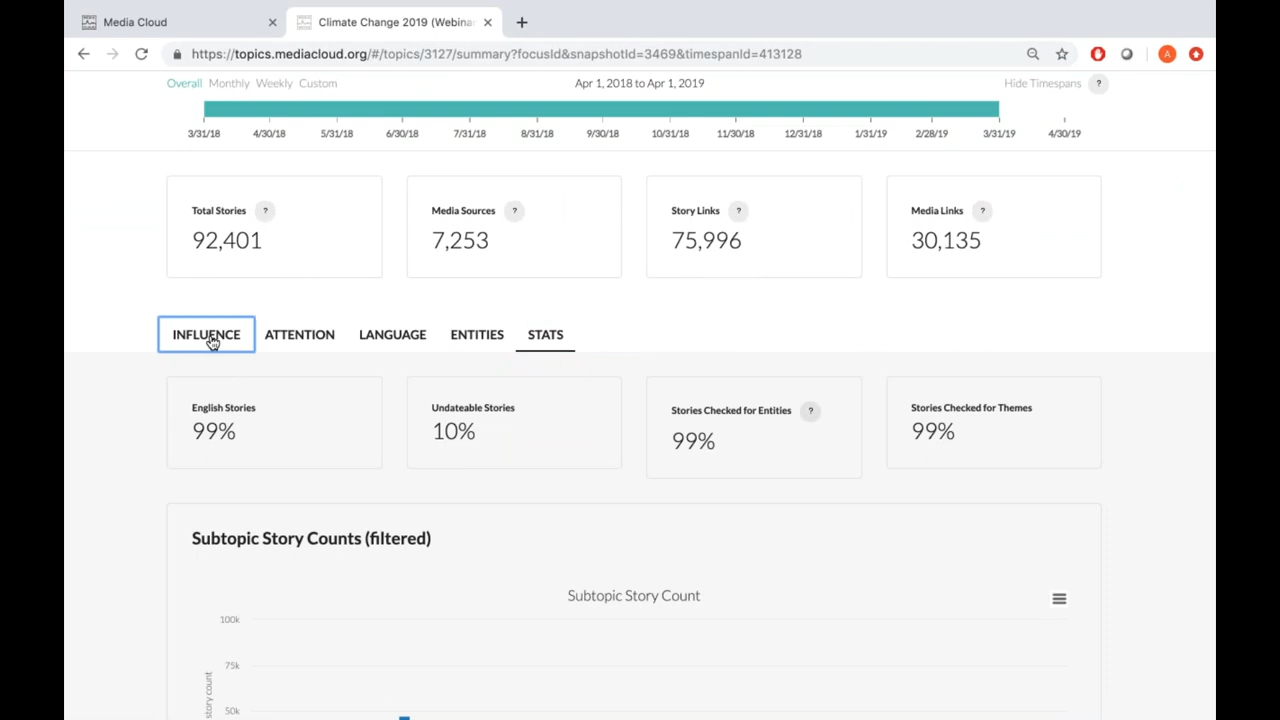 Media Cloud
Climate Change 2019 (Webina
https://topics.mediacloud.org/#/topics/3127/summary?focusId&snapshotId=3469&timespanId=413128
A
Overall Monthly Weekly Custom
Apr 1, 2018 to Apr 1, 2019
Hide Timespans ?
3/31/18 4/30/18 5/31/18 6/30/18 7/31/18 8/31/18 9/30/18 10/31/18 11/30/18 12/31/18 1/31/19 2/28/19 3/31/19 4/30/19
Total Stories ?
92,401
Media Sources ?
7,253
Story Links ?
75,996
Media Links ?
30,135
INFLUENCE ATTENTION LANGUAGE ENTITIES STATS
English Stories
99%
Undateable Stories
10%
Stories Checked for Entities ?
99%
Stories Checked for Themes
99%
Subtopic Story Counts (filtered)
Subtopic Story Count
100k
75k
50k
story count